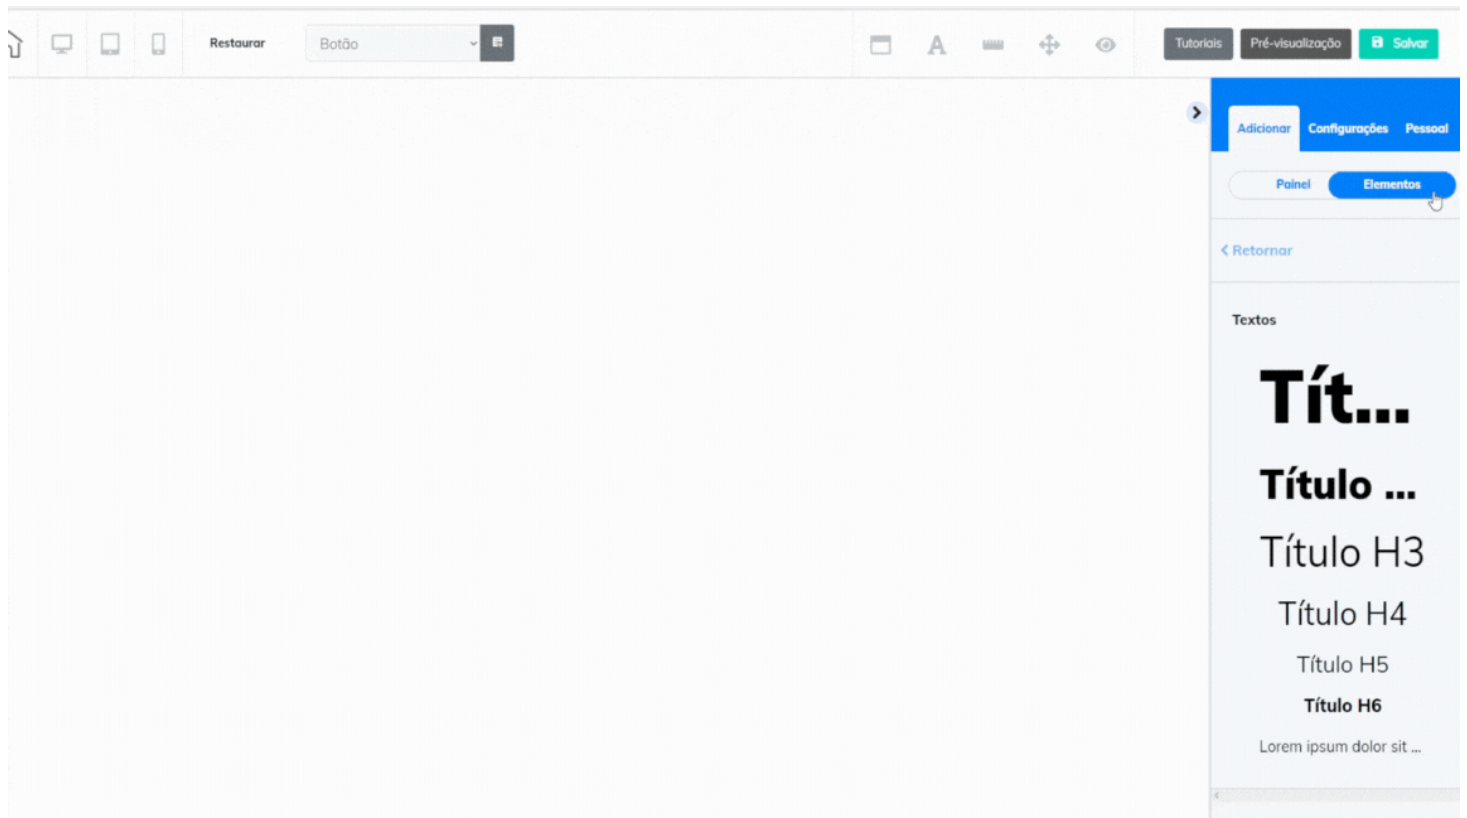 Restaurar
Botão
Tutoriais
Pré-visualização
Salvar
Adicionar
Configurações
Pessoal
Painel
Elementos
Retornar
Textos
Tít...
Título ...
Título H3
Título H4
Título H5
Título H6
Lorem ipsum dolor sit ...